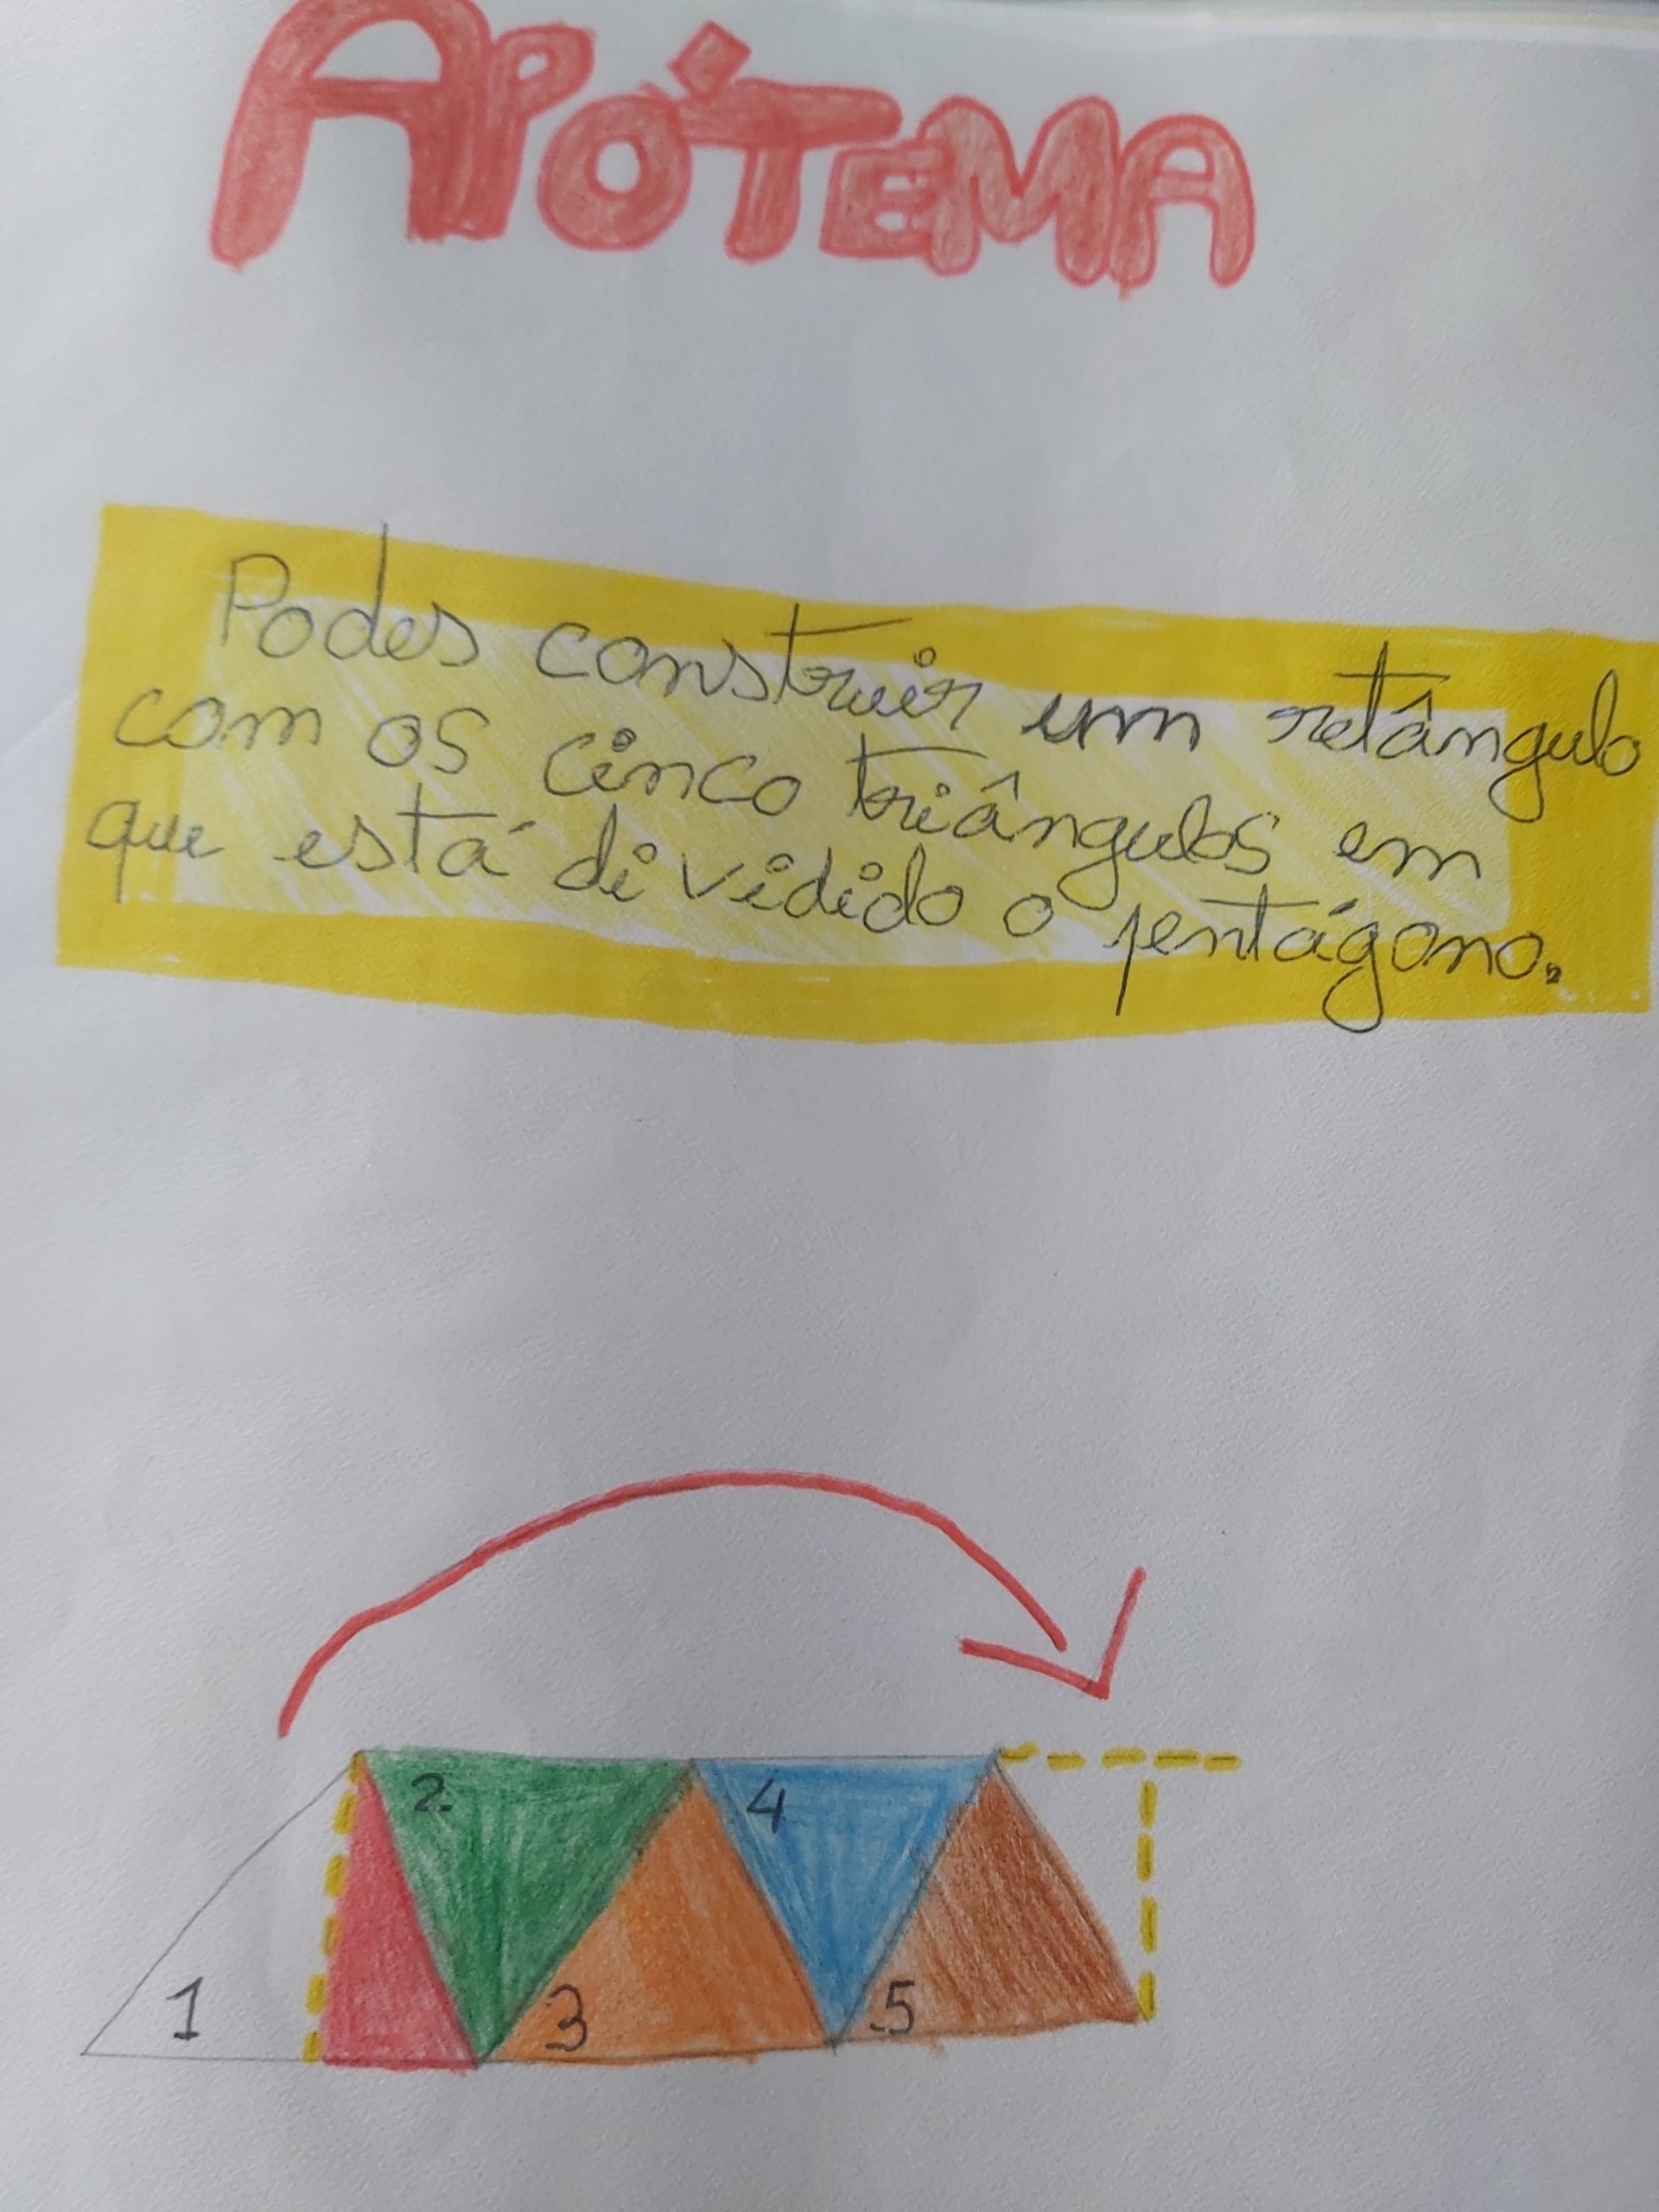 APÓTEMA
Podes construir um retângulo
com os cinco triângulos em
que está dividido o pentágono.
2 4
1 3 5